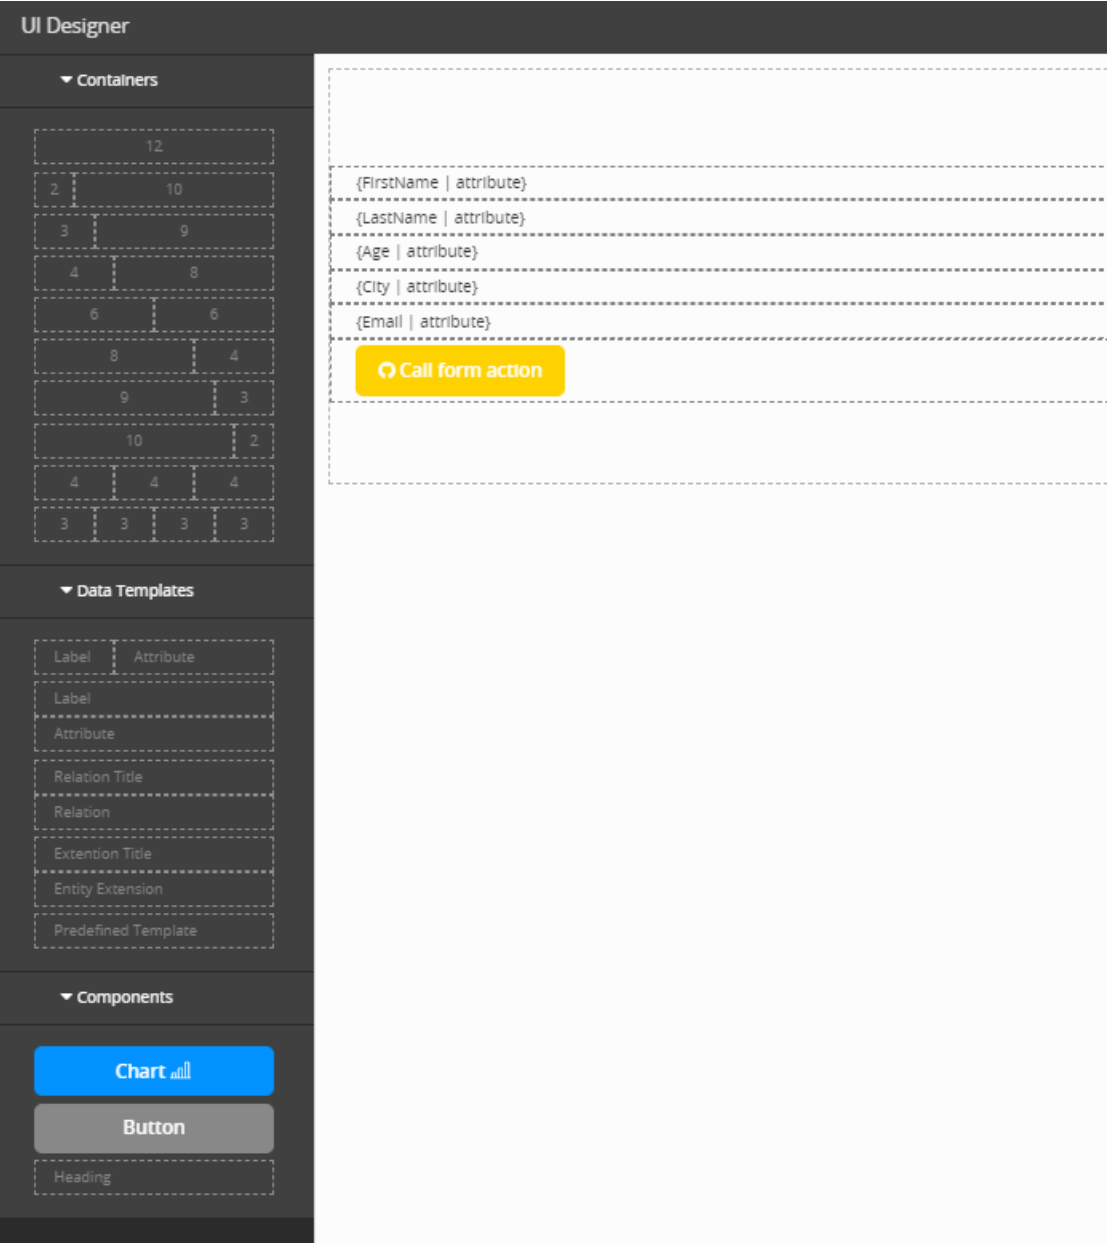 UI Designer
Containers
12
2 10
3 9
4 8
6 6
8 4
9 3
10 2
4 4 4
3 3 3 3
Data Templates
Label Attribute
Label
Attribute
Relation Title
Relation
Extention Title
Entity Extension
Predefined Template
Components
Chart
Button
Heading
{FirstName | attribute}
{LastName | attribute}
{Age | attribute}
{City | attribute}
{Email | attribute}
Call form action